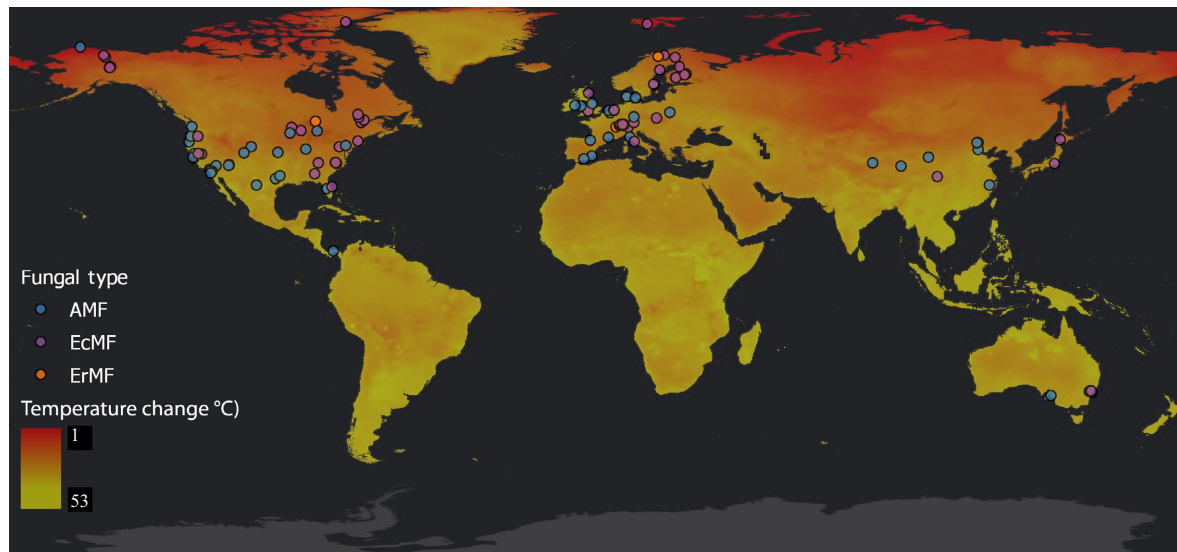 Fungal type
AMF
EcMF
ErMF
Temperature change °C)
1
53